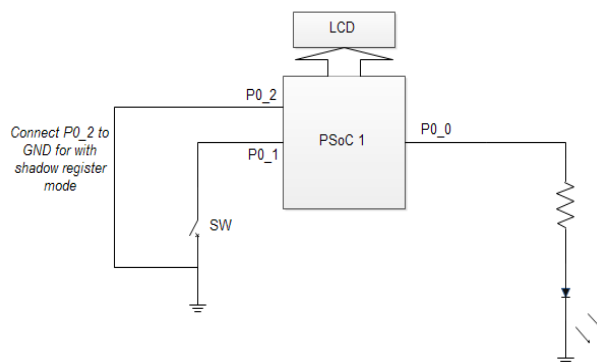 LCD
P0_2
Connect P0_2 to
GND for with
shadow register
mode
P0_1
PSoC 1
P0_0
SW